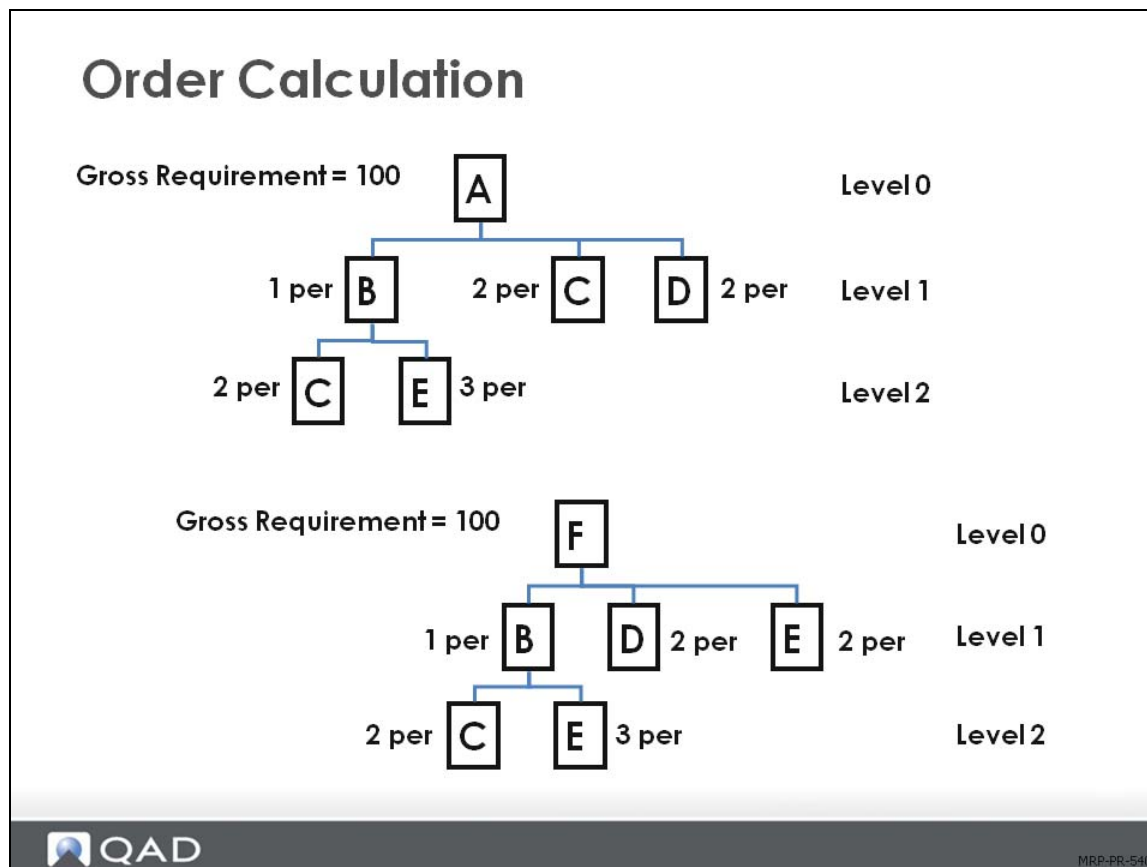 Order Calculation
Gross Requirement = 100 A Level 0
1 per B 2 per C D 2 per Level 1
2 per C E 3 per Level 2
Gross Requirement = 100 F Level 0
1 per B D 2 per E 2 per Level 1
2 per C E 3 per Level 2
QAD